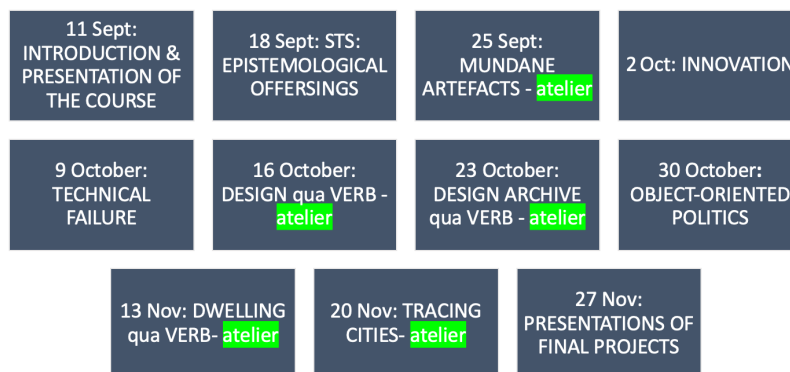 11 Sept:
INTRODUCTION &
PRESENTATION OF
THE COURSE
18 Sept: STS:
EPISTEMOLOGICAL
OFFERSINGS
25 Sept:
MUNDANE
ARTEFACTS - atelier
2 Oct: INNOVATION
9 October:
TECHNICAL
FAILURE
16 October:
DESIGN qua VERB -
atelier
23 October:
DESIGN ARCHIVE
qua VERB - atelier
30 October:
OBJECT-ORIENTED
POLITICS
13 Nov: DWELLING
qua VERB- atelier
20 Nov: TRACING
CITIES- atelier
27 Nov:
PRESENTATIONS OF
FINAL PROJECTS